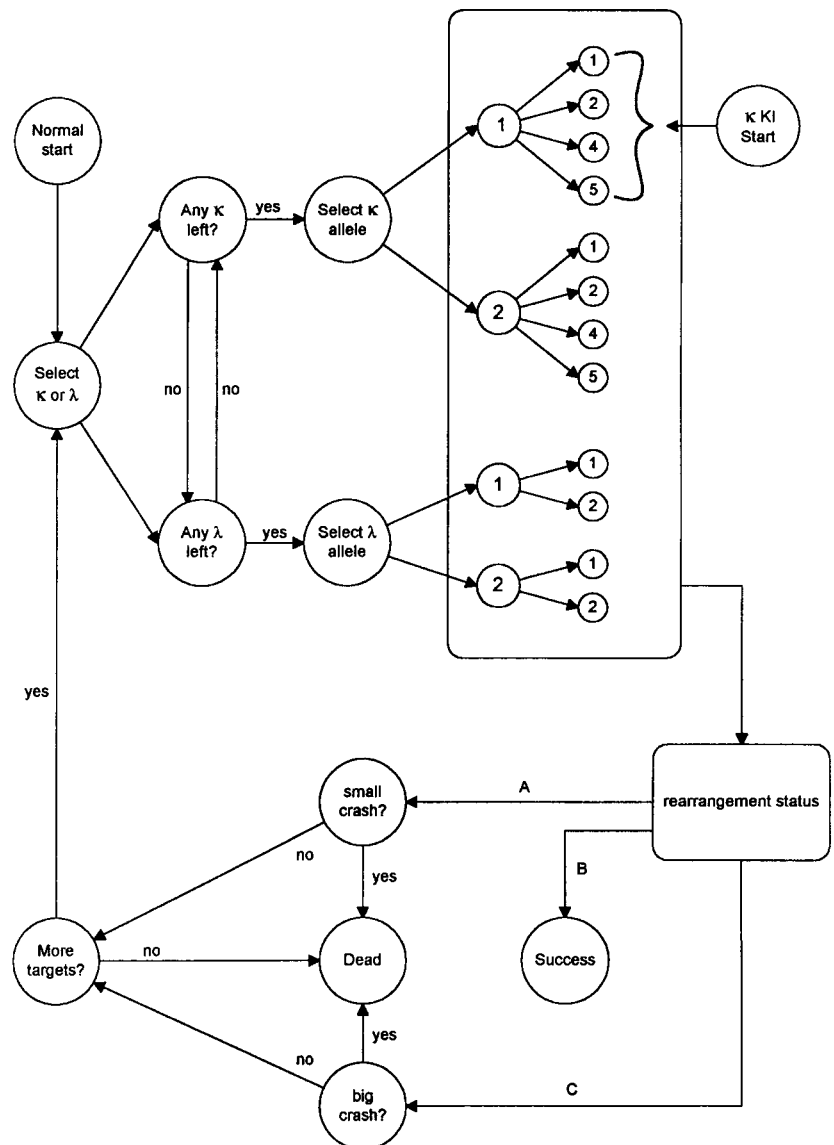 Normal
start
κ KI
Start
Any κ
left?
yes
Select κ
allele
1
1
2
4
5
2
1
2
4
5
Select
κ or λ
no
no
Any λ
left?
yes
Select λ
allele
1
1
2
2
1
2
yes
rearrangement status
A
B
C
small
crash?
no
yes
More
targets?
no
Dead
Success
yes
no
big
crash?